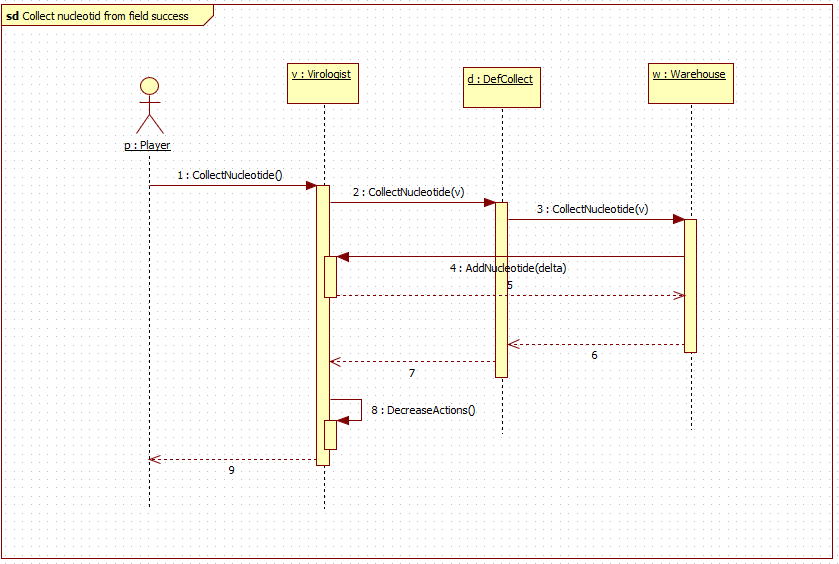 sd Collect nucleotid from field success
v : Virologist
d : DefCollect
w : Warehouse
p : Player
1 : CollectNucleotide()
2 : CollectNucleotide(v)
3 : CollectNucleotide(v)
4 : AddNucleotide(delta)
5
6
7
8 : DecreaseActions()
9